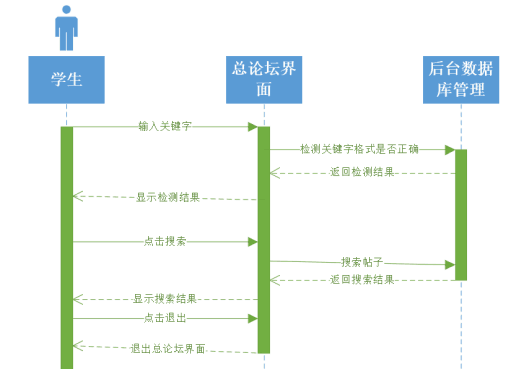 学生
总论坛界
面
后台数据
库管理
输入关键字
检测关键字格式是否正确
返回检测结果
显示检测结果
点击搜索
搜索帖子
返回搜索结果
显示搜索结果
点击退出
退出总论坛界面